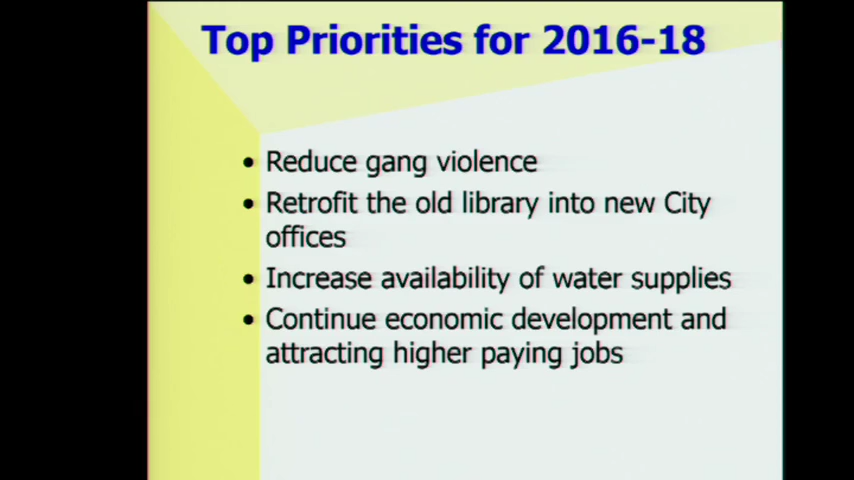 Top Priorities for 2016-18
• Reduce gang violence
• Retrofit the old library into new City
offices
• Increase availability of water supplies
• Continue economic development and
attracting higher paying jobs